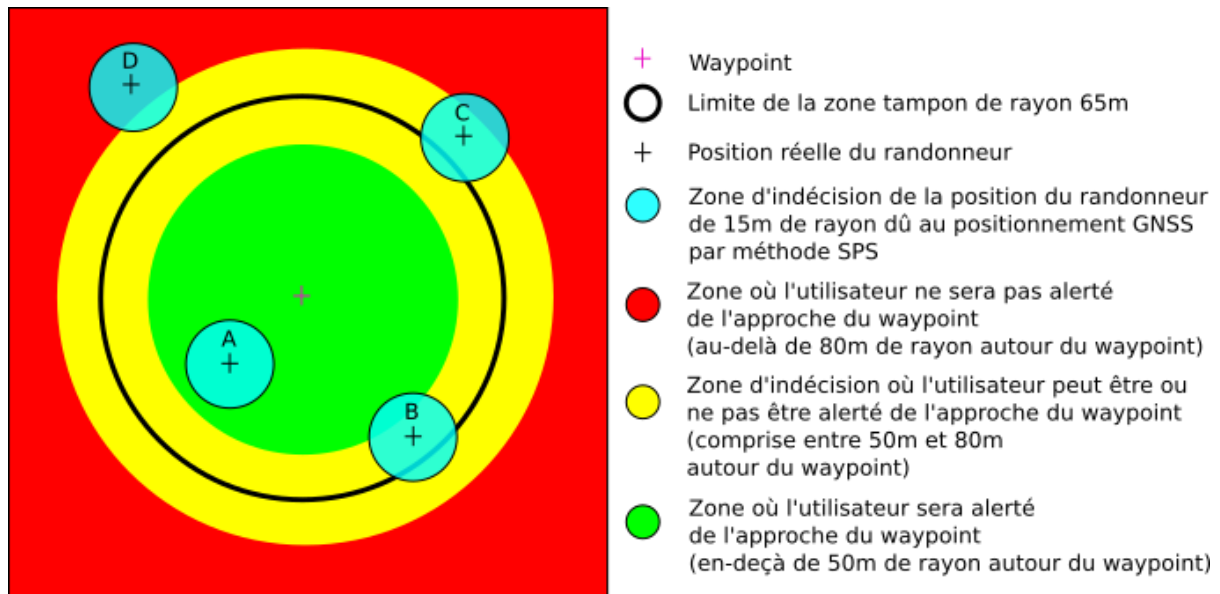 D
C
A
B
Waypoint
Limite de la zone tampon de rayon 65m
Position réelle du randonneur
Zone d'indécision de la position du randonneur
de 15m de rayon dû au positionnement GNSS
par méthode SPS
Zone où l'utilisateur ne sera pas alerté
de l'approche du waypoint
(au-delà de 80m de rayon autour du waypoint)
Zone d'indécision où l'utilisateur peut être ou
ne pas être alerté de l'approche du waypoint
(comprise entre 50m et 80m
autour du waypoint)
Zone où l'utilisateur sera alerté
de l'approche du waypoint
(en-deçà de 50m de rayon autour du waypoint)